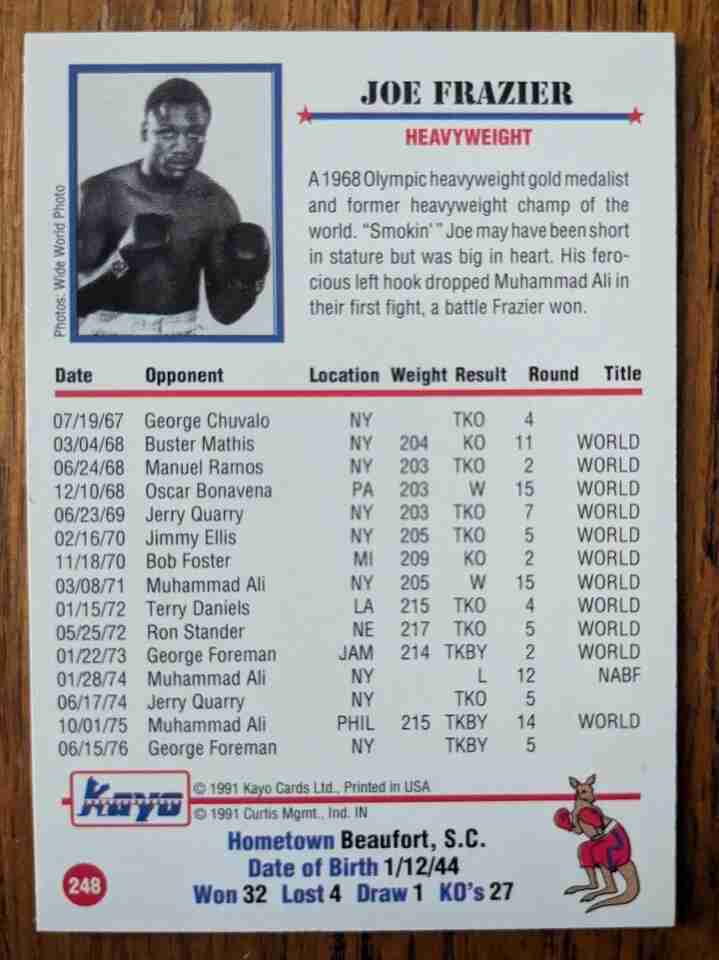 JOE FRAZIER
HEAVYWEIGHT
Photos: Wide World Photo
A 1968 Olympic heavyweight gold medalist
and former heavyweight champ of the
world. “Smokin’” Joe may have been short
in stature but was big in heart. His fero-
cious left hook dropped Muhammad Ali in
their first fight, a battle Frazier won.
Date Opponent Location Weight Result Round Title
07/19/67 George Chuvalo NY TKO 4
03/04/68 Buster Mathis NY 204 KO 11 WORLD
06/24/68 Manuel Ramos NY 203 TKO 2 WORLD
12/10/68 Oscar Bonavena PA 203 W 15 WORLD
06/23/69 Jerry Quarry NY 203 TKO 7 WORLD
02/16/70 Jimmy Ellis NY 205 TKO 5 WORLD
11/18/70 Bob Foster MI 209 KO 2 WORLD
03/08/71 Muhammad Ali NY 205 W 15 WORLD
01/15/72 Terry Daniels LA 215 TKO 4 WORLD
05/25/72 Ron Stander NE 217 TKO 5 WORLD
01/22/73 George Foreman JAM 214 TKBY 2 WORLD
01/28/74 Muhammad Ali NY L 12 NABF
06/17/74 Jerry Quarry NY TKO 5
10/01/75 Muhammad Ali PHIL 215 TKBY 14 WORLD
06/15/76 George Foreman NY TKBY 5
Kayo
© 1991 Kayo Cards Ltd., Printed in USA
© 1991 Curtis Mgmt., Ind. IN
Hometown Beaufort, S.C.
Date of Birth 1/12/44
Won 32 Lost 4 Draw 1 KO's 27
248